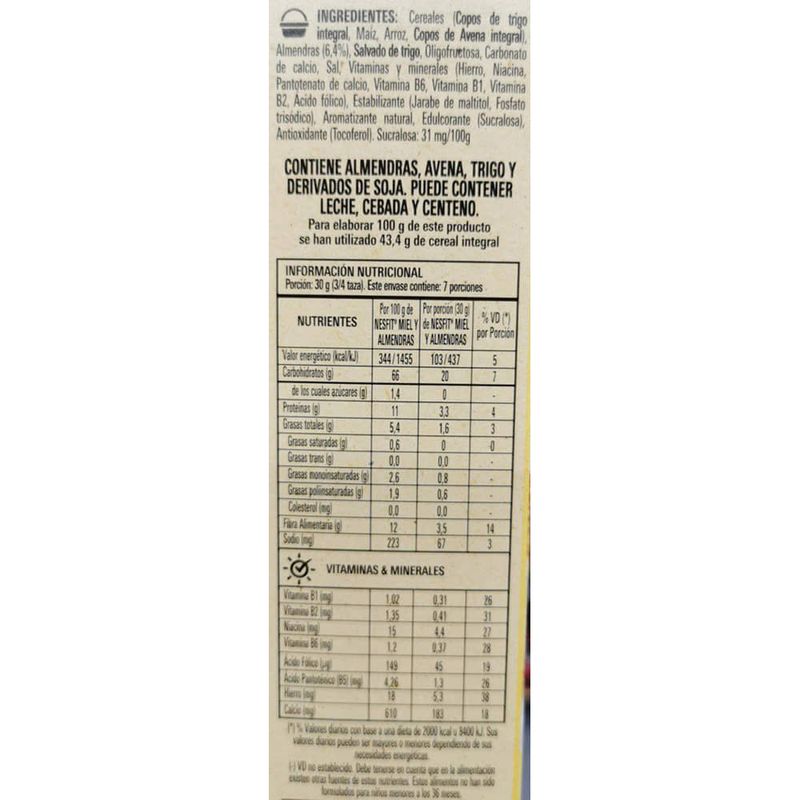 INGREDIENTES: Cereales (Copos de trigo
integral, Maíz, Arroz, Copos de Avena integral),
Almendras (6,4%), Salvado de trigo, Oligofructosa, Carbonato
de calcio, Sal, Vitaminas y minerales (Hierro, Niacina,
Pantotenato de calcio, Vitamina B6, Vitamina B1, Vitamina
B2, Ácido fólico), Estabilizante (Jarabe de maltitol, Fosfato
trisódico), Aromatizante natural, Edulcorante (Sucralosa),
Antioxidante (Tocoferol). Sucralosa: 31 mg/100g
CONTIENE ALMENDRAS, AVENA, TRIGO Y
DERIVADOS DE SOJA. PUEDE CONTENER
LECHE, CEBADA Y CENTENO.
Para elaborar 100 g de este producto
se han utilizado 43,4 g de cereal integral
INFORMACIÓN NUTRICIONAL
Porción: 30 g (3/4 taza). Este envase contiene: 7 porciones
NUTRIENTES
Por 100 g de
NESFIT® MIEL Y
ALMENDRAS
Por porción (30 g)
de NESFIT® MIEL
Y ALMENDRAS
% VD (*)
por Porción
Valor energético (kcal/kJ) 344/1455 103/437 5
Carbohidratos (g) 66 20 7
de los cuales azúcares (g) 1,4 0 -
Proteínas (g) 11 3,3 4
Grasas totales (g) 5,4 1,6 3
Grasas saturadas (g) 0,6 0 0
Grasas trans (g) 0,0 0,0 -
Grasas monoinsaturadas (g) 2,6 0,8 -
Grasas poliinsaturadas (g) 1,9 0,6 -
Colesterol (mg) 0,0 0,0 -
Fibra Alimentaria (g) 12 3,5 14
Sodio (mg) 223 67 3
VITAMINAS & MINERALES
Vitamina B1 (mg) 1,02 0,31 26
Vitamina B2 (mg) 1,35 0,41 31
Niacina (mg) 15 4,4 27
Vitamina B6 (mg) 1,2 0,37 28
Ácido Fólico (µg) 149 45 19
Ácido Pantoténico (B5) (mg) 4,26 1,3 26
Hierro (mg) 18 5,3 38
Calcio (mg) 610 183 18
(*) % Valores diarios con base a una dieta de 2000 kcal u 8400 kJ. Sus
valores diarios pueden ser mayores o menores dependiendo de sus
necesidades energéticas.
(-) VD no establecido. Debe tenerse en cuenta que en la alimentación
existen otras fuentes de estos nutrientes. Estos alimentos no han sido
formulados para niños menores a los 36 meses.